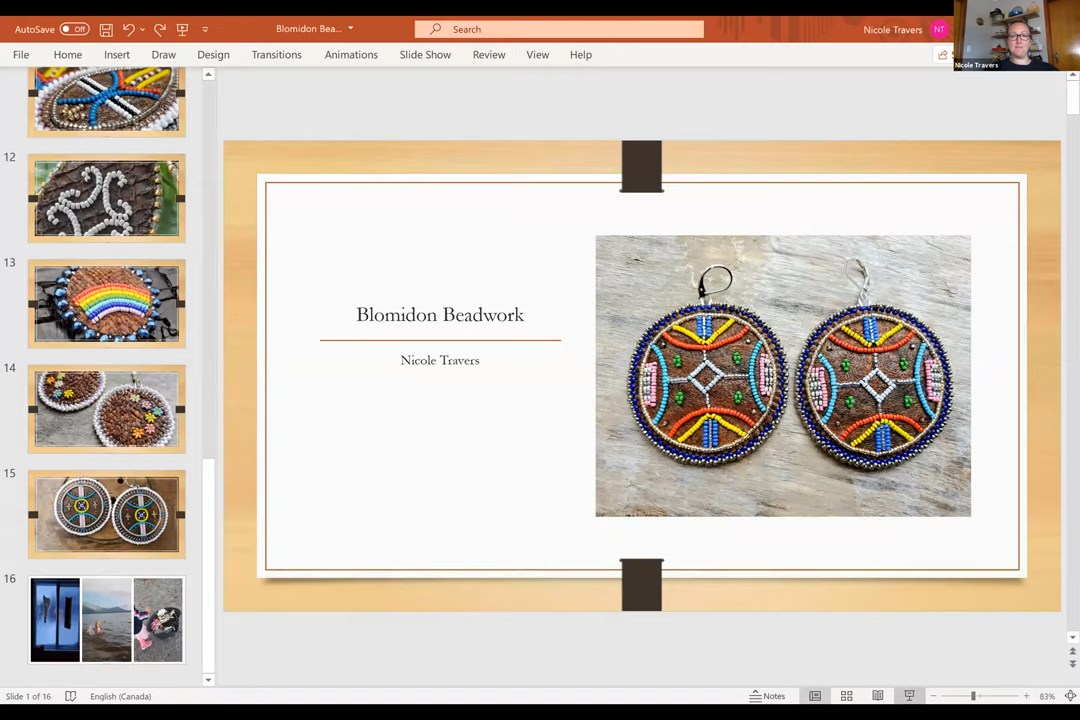 AutoSave Off
Blomidon Bea...
Search
Nicole Travers NT
Nicole Travers
File Home Insert Draw Design Transitions Animations Slide Show Review View Help
12
13
14
15
16
Blomidon Beadwork
Nicole Travers
Slide 1 of 16 English (Canada) Notes 83%